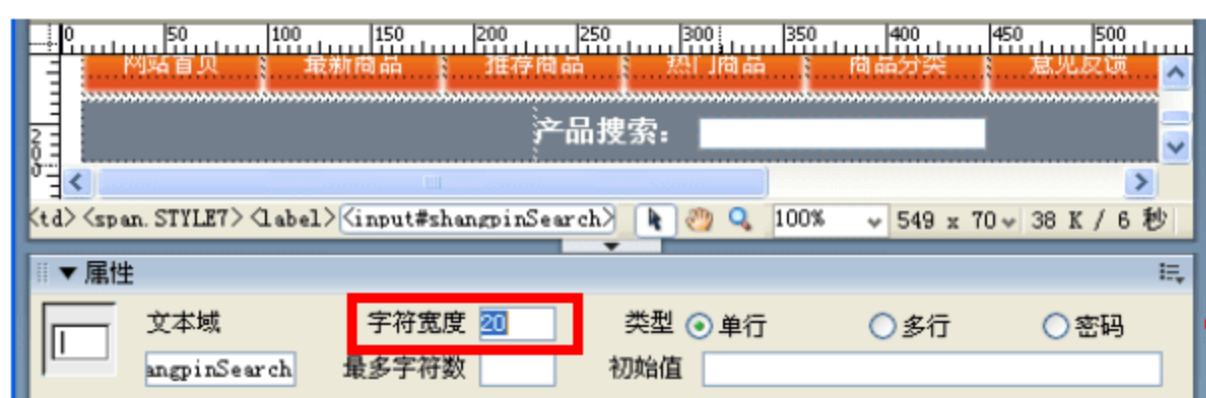 0 50 100 150 200 250 300 350 400 450 500
网站首页 最新商品 推荐商品 热门商品 商品分类 意见反馈
产品搜索：
200
<td> <span.STYLE7> <label> <input#shangpinSearch> 100% 549 x 70 38 K / 6 秒
属性
文本域 字符宽度 20 类型 单行 多行 密码
angpinSearch 最多字符数 初始值